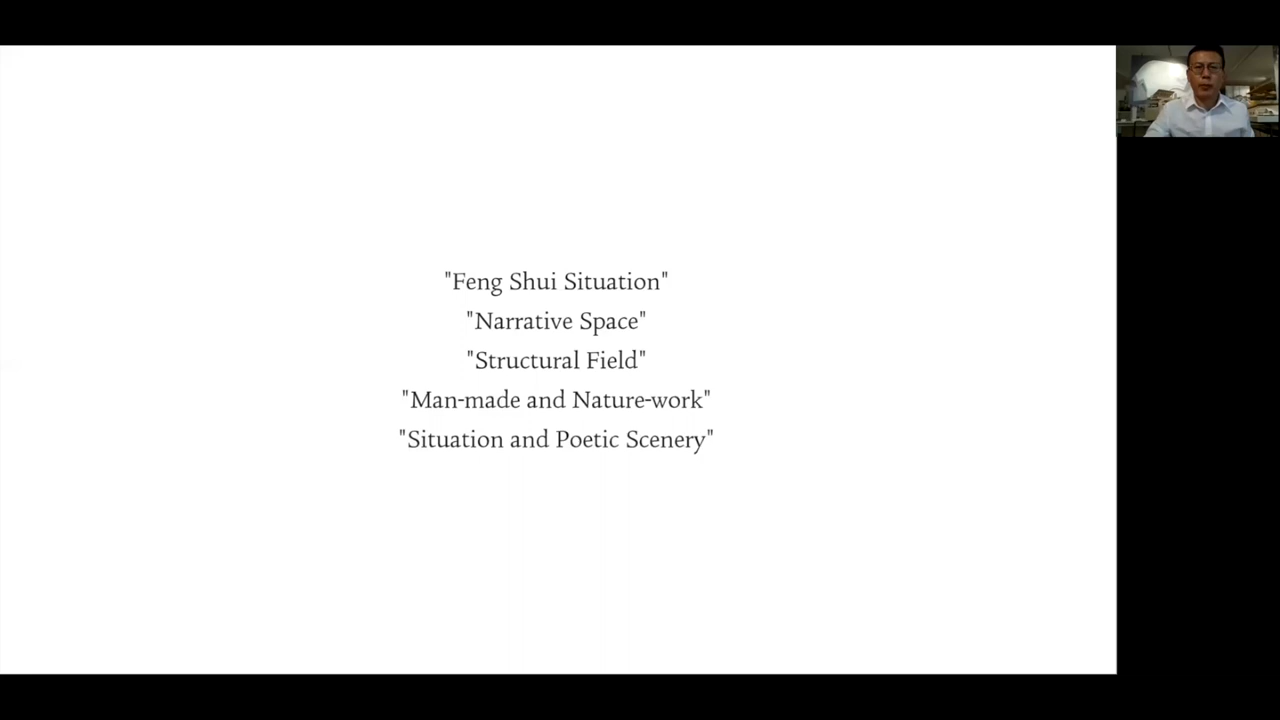 "Feng Shui Situation"
"Narrative Space"
"Structural Field"
"Man-made and Nature-work"
"Situation and Poetic Scenery"